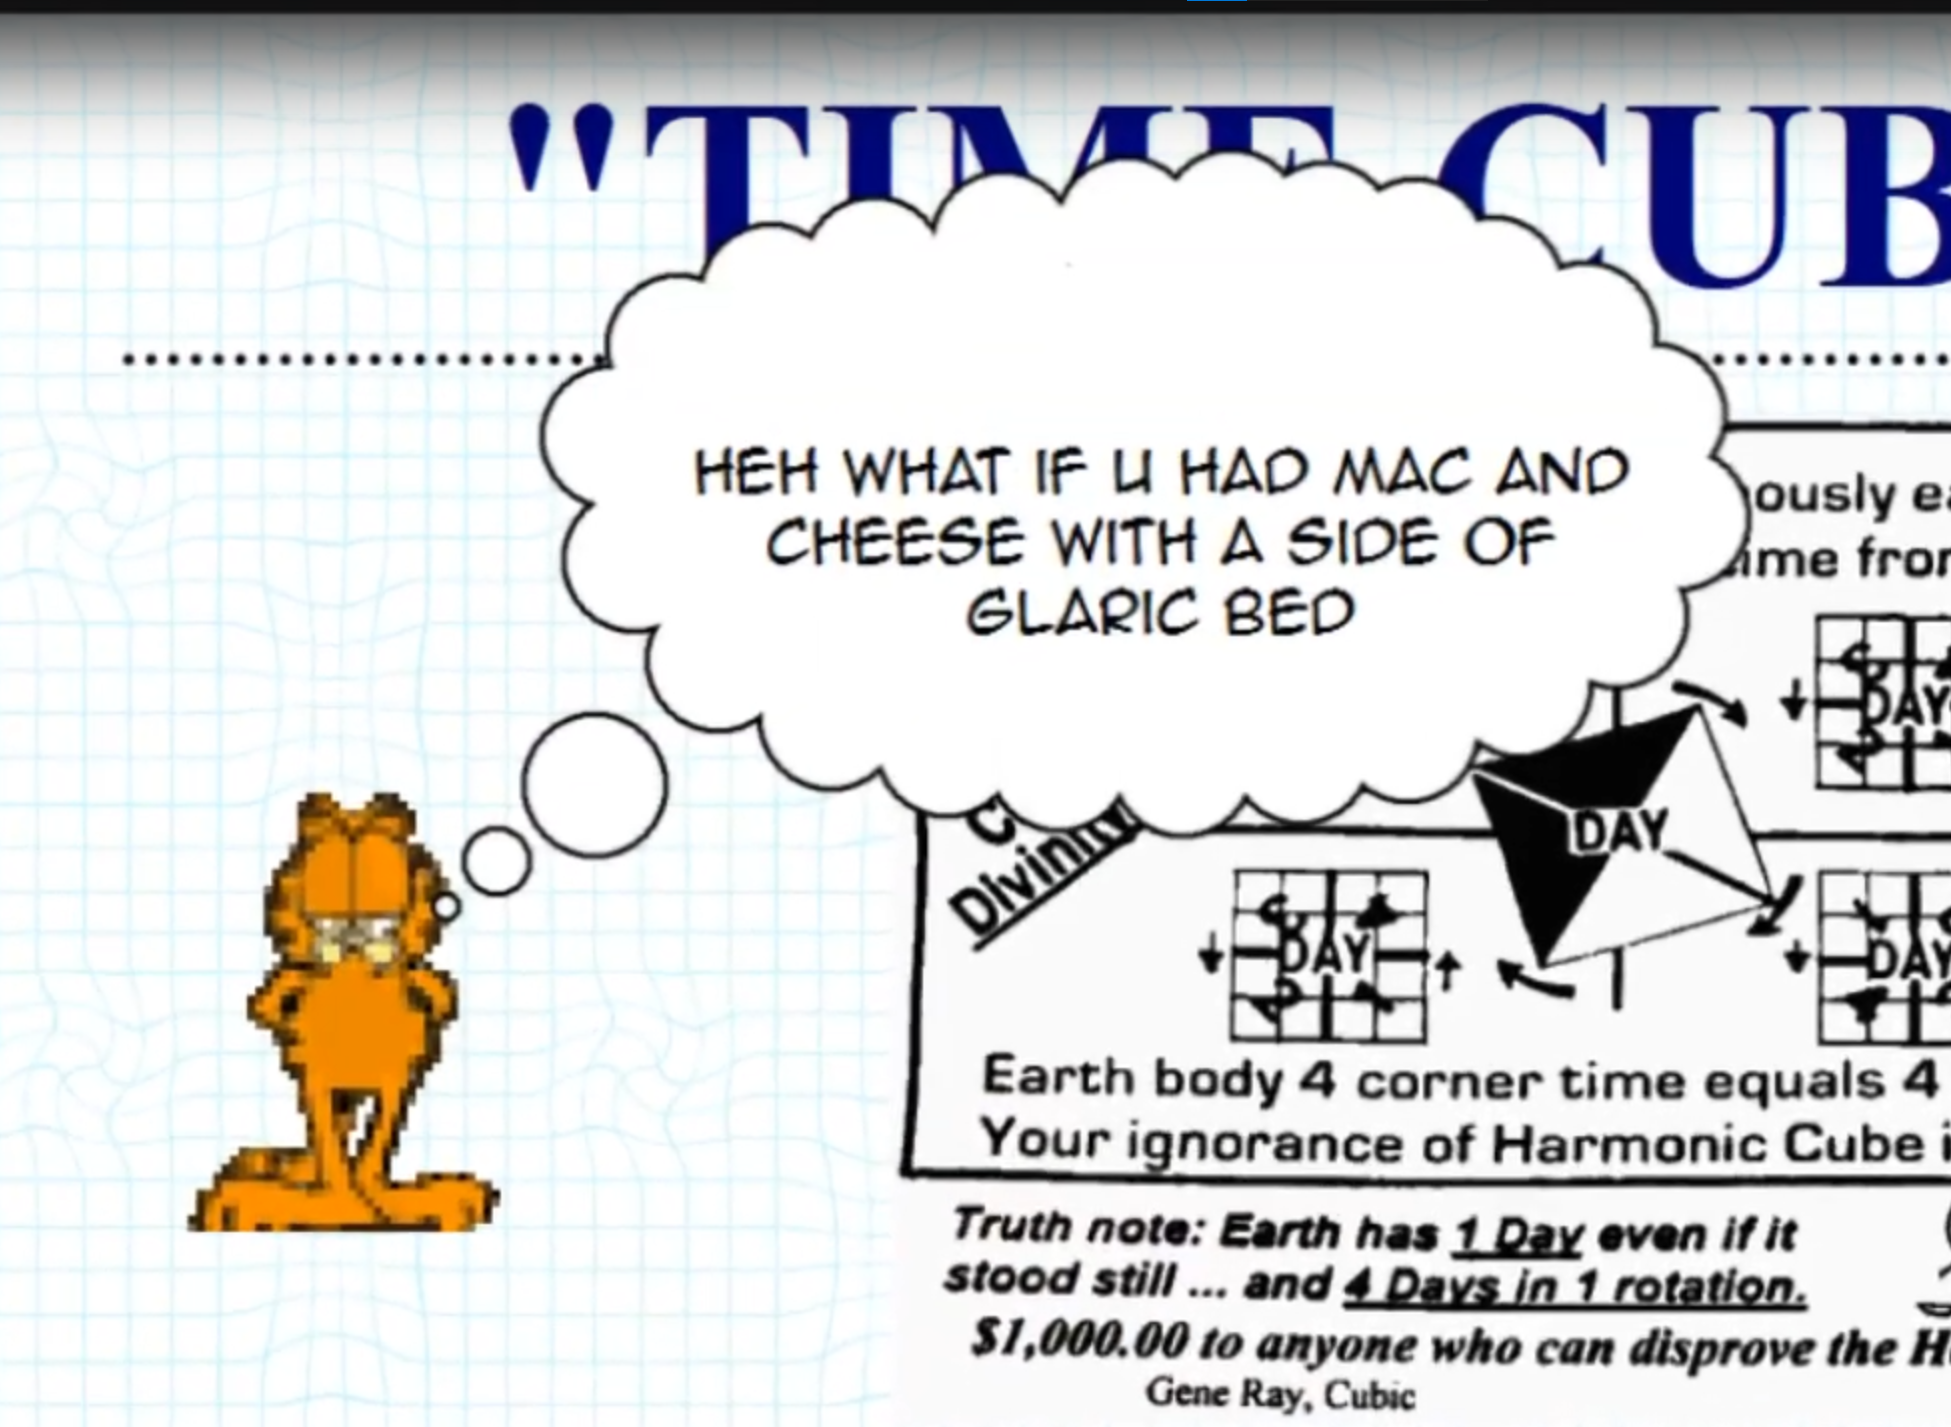 "TIME CUB
HEH WHAT IF U HAD MAC AND
CHEESE WITH A SIDE OF
GLARIC BED
ously
from
DAY
Divinity
DAY
DAY
DAY
Earth body 4 corner time equals 4
Your ignorance of Harmonic Cube
Truth note: Earth has 1 Day even if it
stood still ... and 4 Days in 1 rotation.
$1,000.00 to anyone who can disprove the
Gene Ray, Cubic